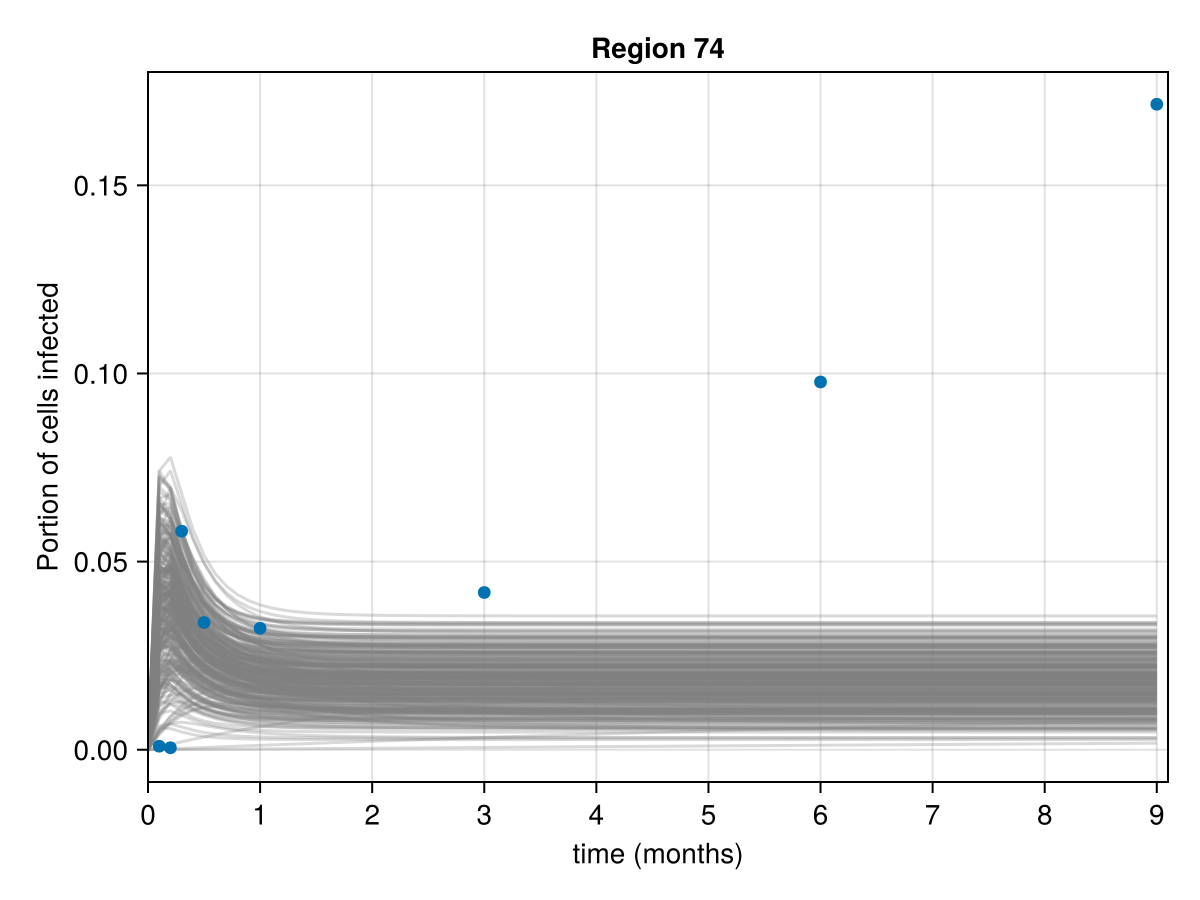 Region 74
Portion of cells infected
0.15
0.10
0.05
0.00
0 1 2 3 4 5 6 7 8 9
time (months)